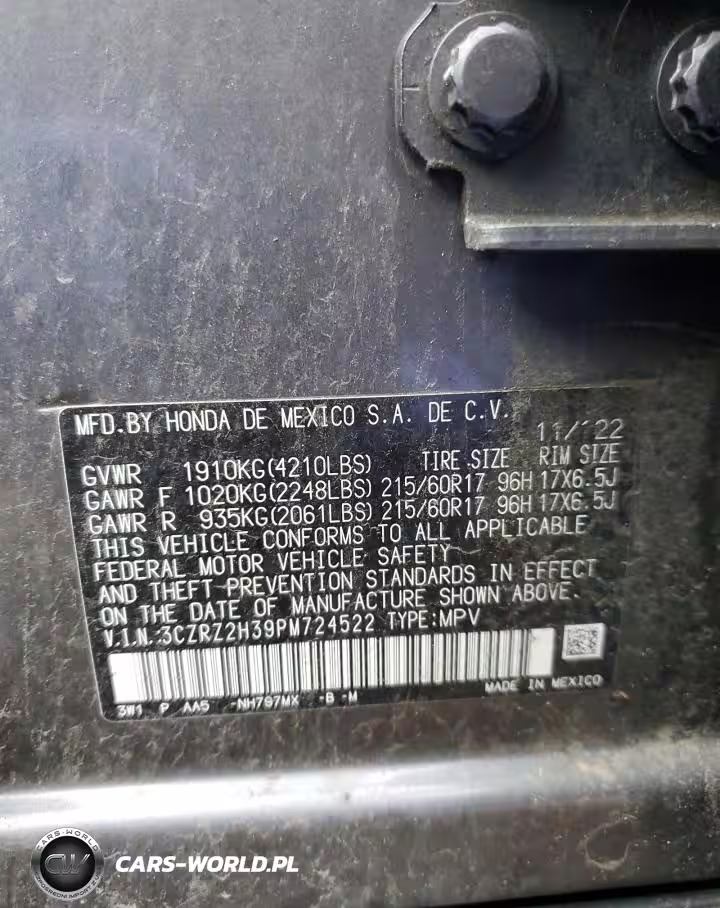 MFD.BY HONDA DE MEXICO S.A. DE C.V.
11/'22
GVWR 1910KG(4210LBS) TIRE SIZE RIM SIZE
GAWR F 1020KG(2248LBS) 215/60R17 96H 17X6.5J
GAWR R 935KG(2061LBS) 215/60R17 96H 17X6.5J
THIS VEHICLE CONFORMS TO ALL APPLICABLE
FEDERAL MOTOR VEHICLE SAFETY
AND THEFT PREVENTION STANDARDS IN EFFECT
ON THE DATE OF MANUFACTURE SHOWN ABOVE.
V.I.N.:3CZRZ2H39PM724522 TYPE:MPV
3W1 P AA5 -NH797MX -B -M MADE IN MEXICO
CARS-WORLD
CW
CARS-WORLD.PL